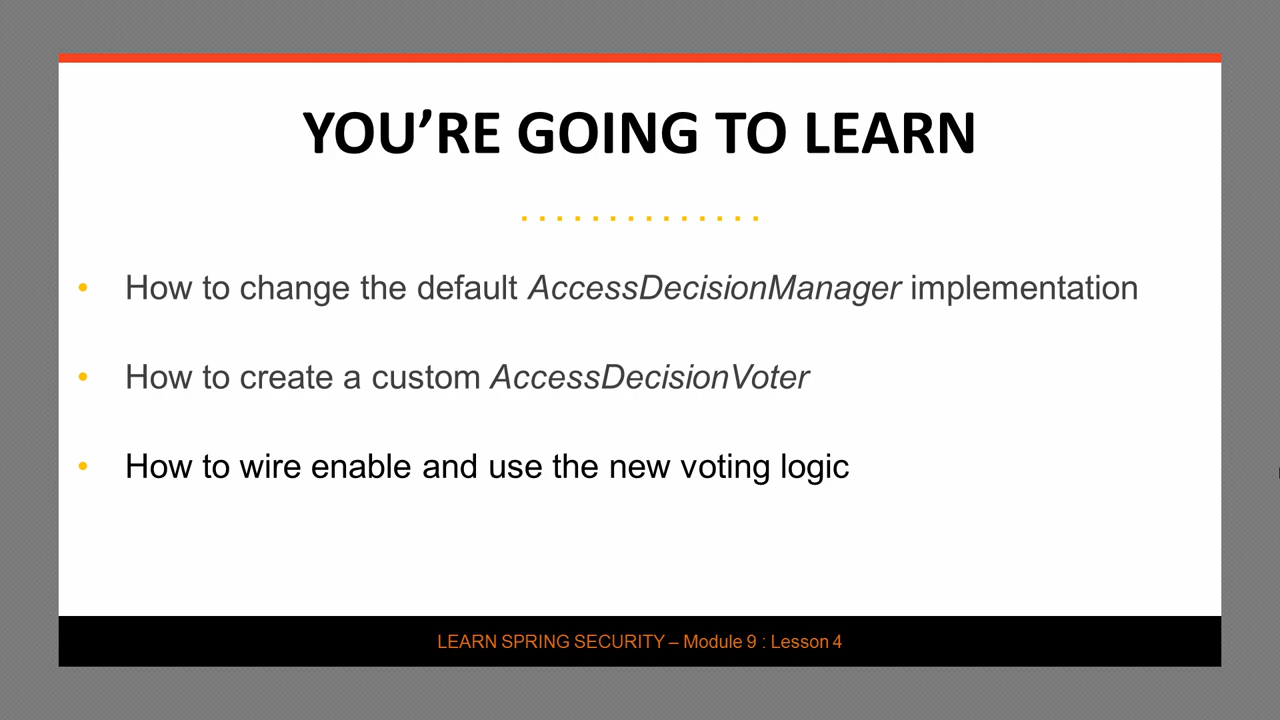 YOU’RE GOING TO LEARN
• How to change the default AccessDecisionManager implementation
• How to create a custom AccessDecisionVoter
• How to wire enable and use the new voting logic
LEARN SPRING SECURITY – Module 9 : Lesson 4